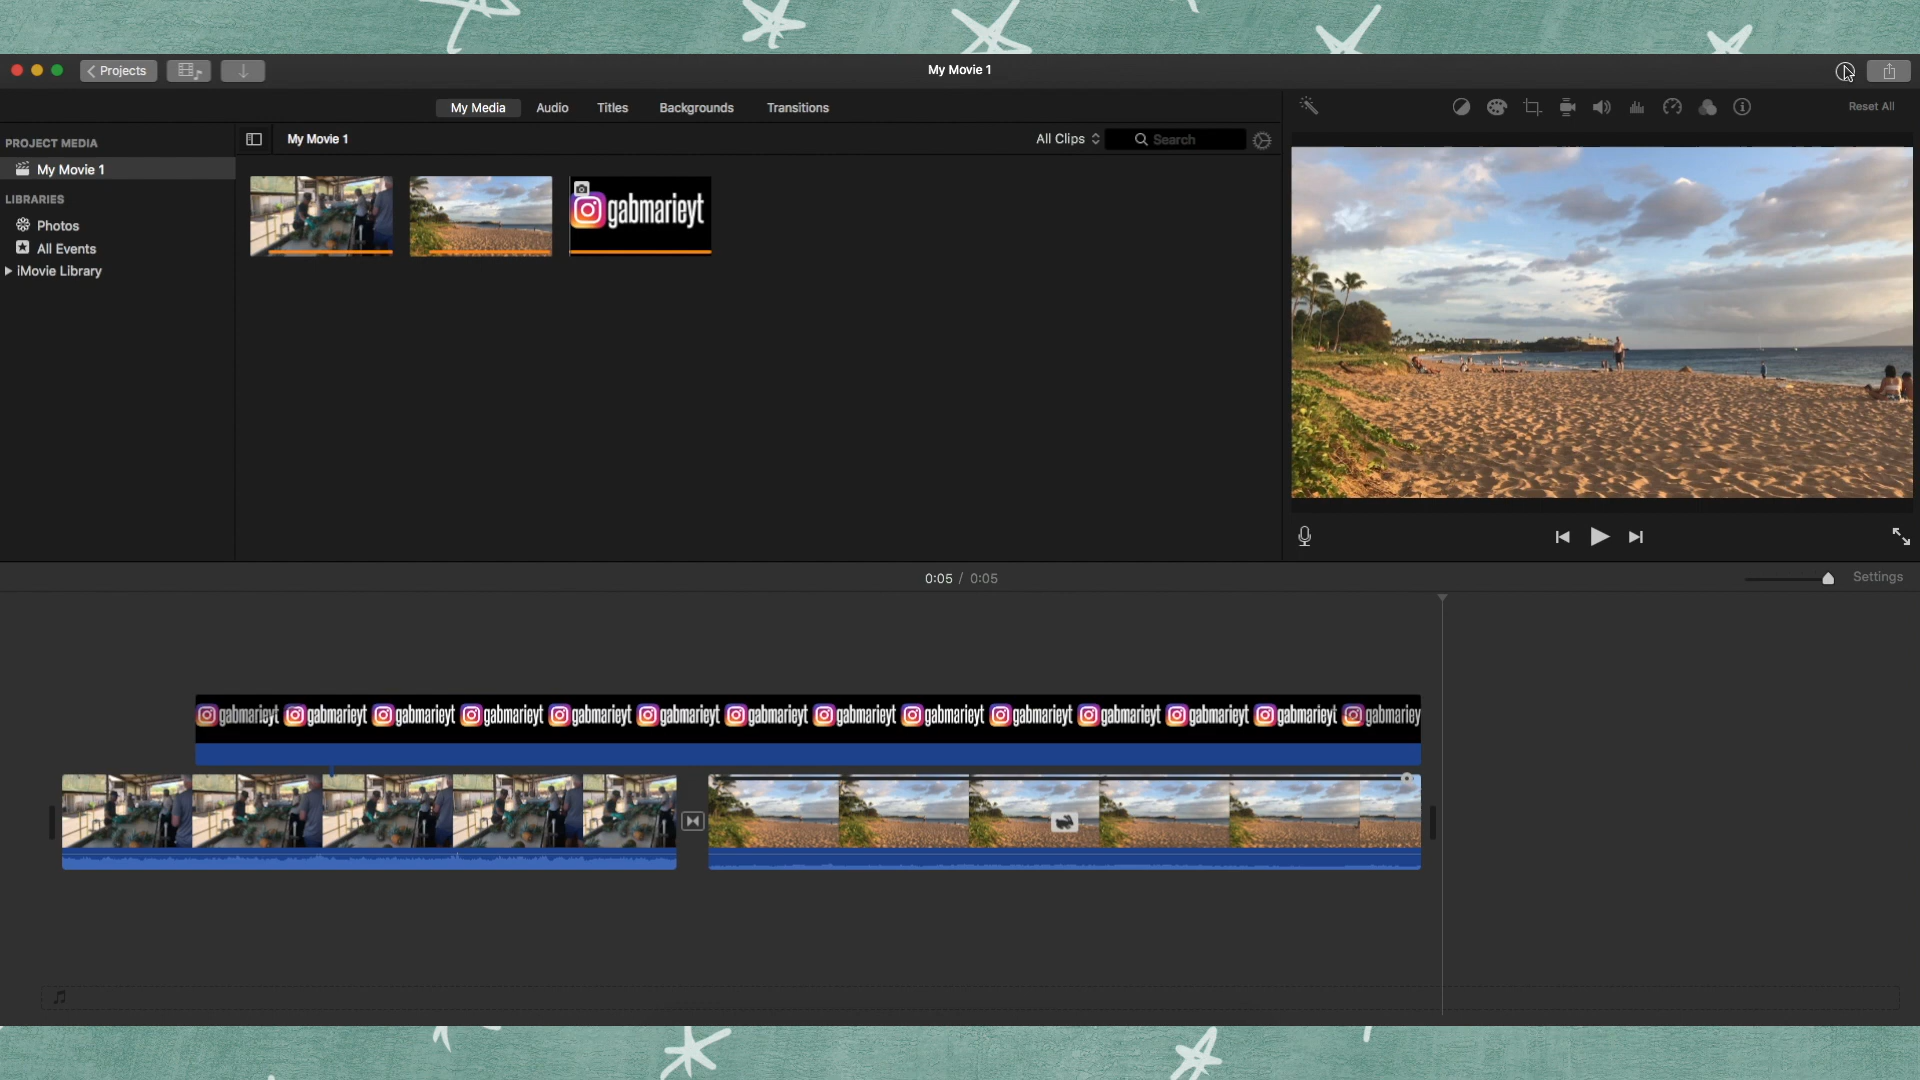 Projects
My Movie 1
My Media
Audio
Titles
Backgrounds
Transitions
Reset All
PROJECT MEDIA
My Movie 1
LIBRARIES
Photos
All Events
iMovie Library
My Movie 1
All Clips
Search
gabmarieyt
0:05 / 0:05
Settings
gabmarieyt gabmarieyt gabmarieyt gabmarieyt gabmarieyt gabmarieyt gabmarieyt gabmarieyt gabmarieyt gabmarieyt gabmarieyt gabmarieyt gabmarieyt gabmariey